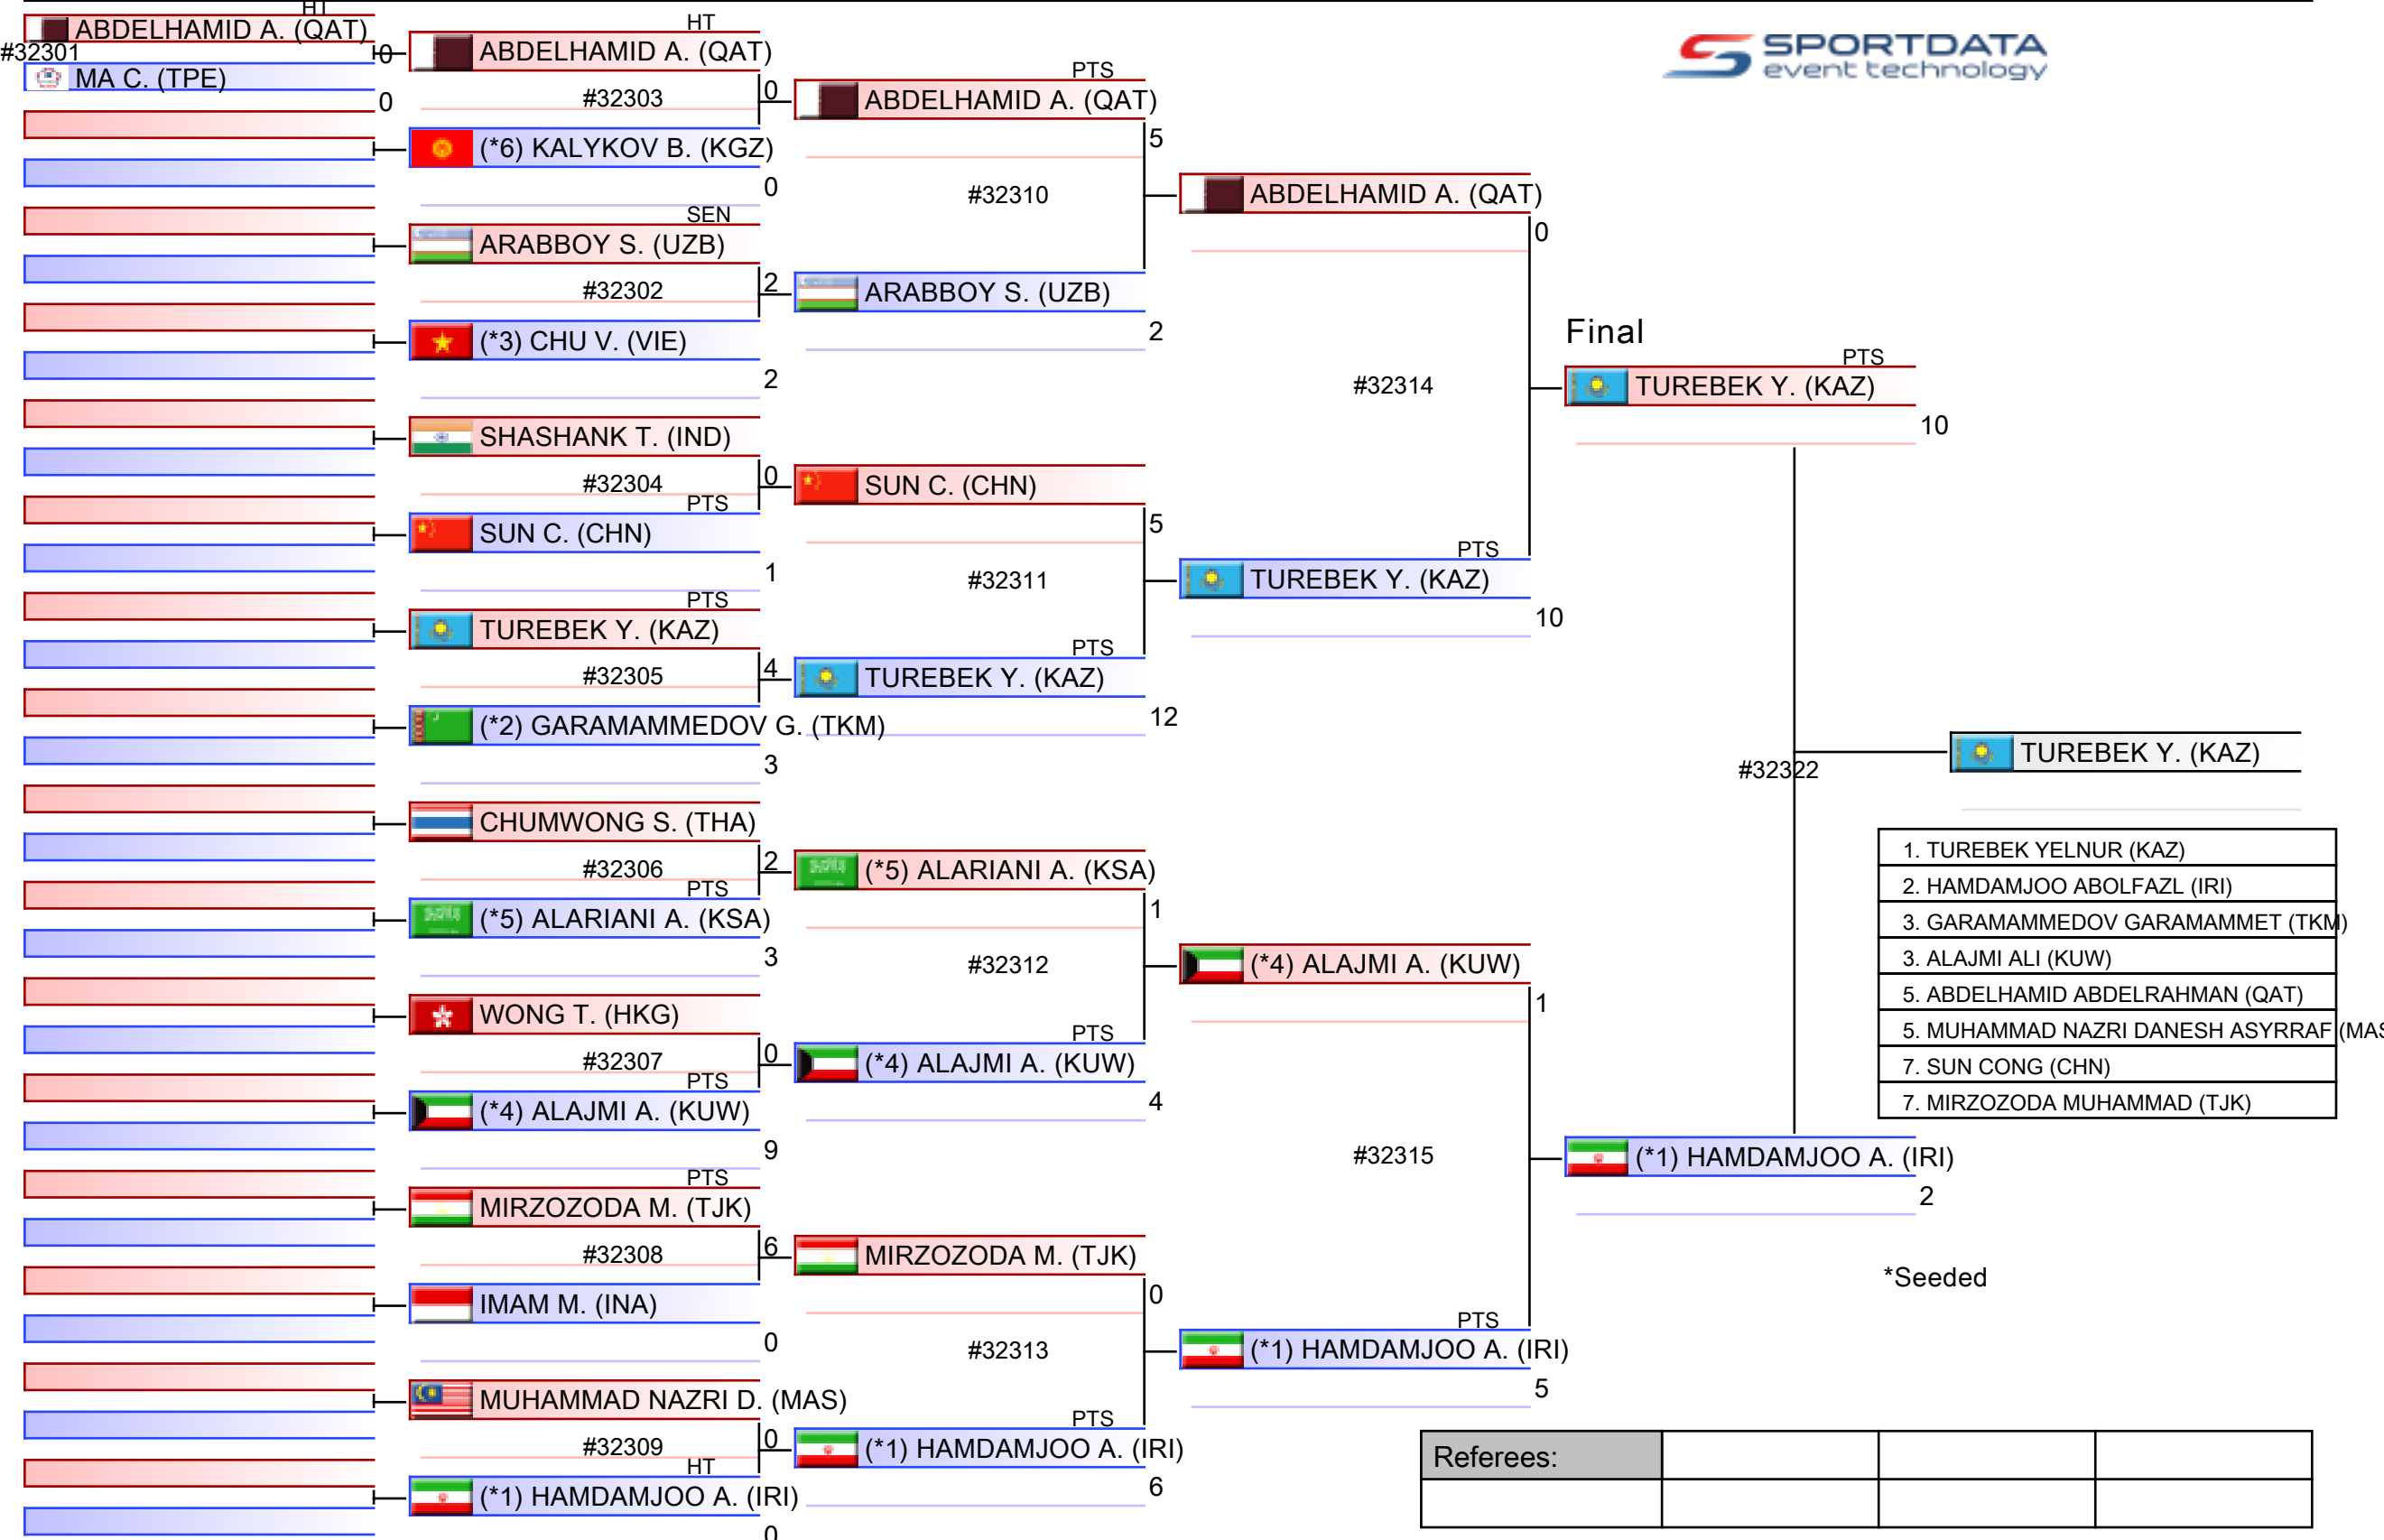 HT
ABDELHAMID A. (QAT)
#32301
0
MA C. (TPE)
0
HT
ABDELHAMID A. (QAT)
#32303
0
(*6) KALYKOV B. (KGZ)
0
SEN
ARABBOY S. (UZB)
#32302
2
(*3) CHU V. (VIE)
2
SHASHANK T. (IND)
#32304
0
PTS
SUN C. (CHN)
1
PTS
TUREBEK Y. (KAZ)
#32305
4
(*2) GARAMAMMEDOV G. (TKM)
3
CHUMWONG S. (THA)
#32306
2
PTS
(*5) ALARIANI A. (KSA)
3
WONG T. (HKG)
#32307
0
PTS
(*4) ALAJMI A. (KUW)
9
PTS
MIRZOZODA M. (TJK)
#32308
6
IMAM M. (INA)
0
MUHAMMAD NAZRI D. (MAS)
#32309
0
HT
(*1) HAMDAMJOO A. (IRI)
0
PTS
ABDELHAMID A. (QAT)
5
#32310
ARABBOY S. (UZB)
2
SUN C. (CHN)
5
#32311
PTS
TUREBEK Y. (KAZ)
12
(*5) ALARIANI A. (KSA)
1
#32312
PTS
(*4) ALAJMI A. (KUW)
4
MIRZOZODA M. (TJK)
0
#32313
PTS
(*1) HAMDAMJOO A. (IRI)
6
ABDELHAMID A. (QAT)
0
#32314
PTS
TUREBEK Y. (KAZ)
10
(*4) ALAJMI A. (KUW)
1
#32315
PTS
(*1) HAMDAMJOO A. (IRI)
5
Final
PTS
TUREBEK Y. (KAZ)
10
#32322
(*1) HAMDAMJOO A. (IRI)
2
SPORTDATA
event technology
TUREBEK Y. (KAZ)
1. TUREBEK YELNUR (KAZ)
2. HAMDAMJOO ABOLFAZL (IRI)
3. GARAMAMMEDOV GARAMAMMET (TKM)
3. ALAJMI ALI (KUW)
5. ABDELHAMID ABDELRAHMAN (QAT)
5. MUHAMMAD NAZRI DANESH ASYRRAF (MAS
7. SUN CONG (CHN)
7. MIRZOZODA MUHAMMAD (TJK)
*Seeded
Referees: